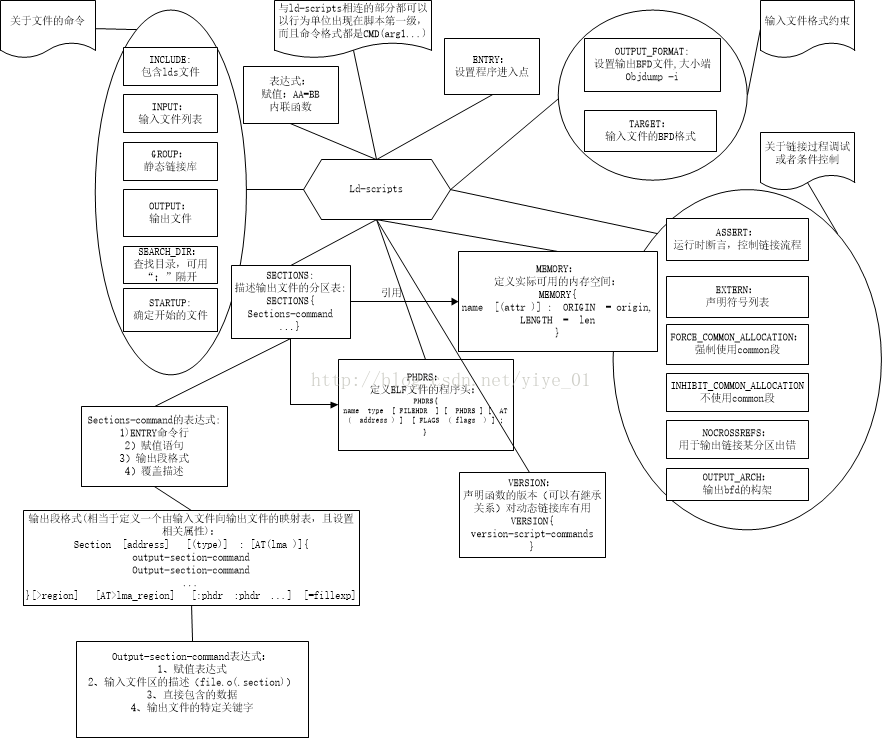 关于文件的命令
INCLUDE:
包含lds文件
INPUT:
输入文件列表
GROUP:
静态链接库
OUTPUT:
输出文件
SEARCH_DIR:
查找目录, 可用
“; ”隔开
STARTUP:
确定开始的文件
与ld-scripts相连的部分都可以
以行为单位出现在脚本第一级,
而且命令格式都是CMD(arg1...)
表达式:
赋值: AA=BB
内联函数
ENTRY:
设置程序进入点
OUTPUT_FORMAT:
设置输出BFD文件, 大小端
Objdump -i
TARGET:
输入文件的BFD格式
输入文件格式约束
Ld-scripts
关于链接过程调试
或者条件控制
ASSERT:
运行时断言, 控制链接流程
EXTERN:
声明符号列表
FORCE_COMMON_ALLOCATION:
强制使用common段
INHIBIT_COMMON_ALLOCATION
不使用common段
NOCROSSREFS:
用于输出链接某分区出错
OUTPUT_ARCH:
输出bfd的构架
SECTIONS:
描述输出文件的分区表:
SECTIONS{
Sections-command
...}
引用
MEMORY:
定义实际可用的内存空间:
MEMORY{
name [(attr )] : ORIGIN = origin,
LENGTH = len
}
PHDRS:
定义ELF文件的程序头:
PHDRS{
name type [ FILEHDR ] [ PHDRS ] [ AT
( address ) ] [ FLAGS ( flags ) ] ;
}
http://blog.csdn.net/yiye_01
VERSION:
声明函数的版本(可以有继承
关系)对动态链接库有用
VERSION{
version-script-commands
}
Sections-command的表达式:
1)ENTRY命令行
2) 赋值语句
3) 输出段格式
4) 覆盖描述
输出段格式(相当于定义一个由输入文件向输出文件的映射表, 且设置
相关属性):
Section [address] [(type)] : [AT(lma )]{
output-section-command
Output-section-command
...
}[>region] [AT>lma_region] [:phdr :phdr ...] [=fillexp]
Output-section-command表达式:
1、赋值表达式
2、输入文件区的描述(file.o(.section))
3、直接包含的数据
4、输出文件的特定关键字